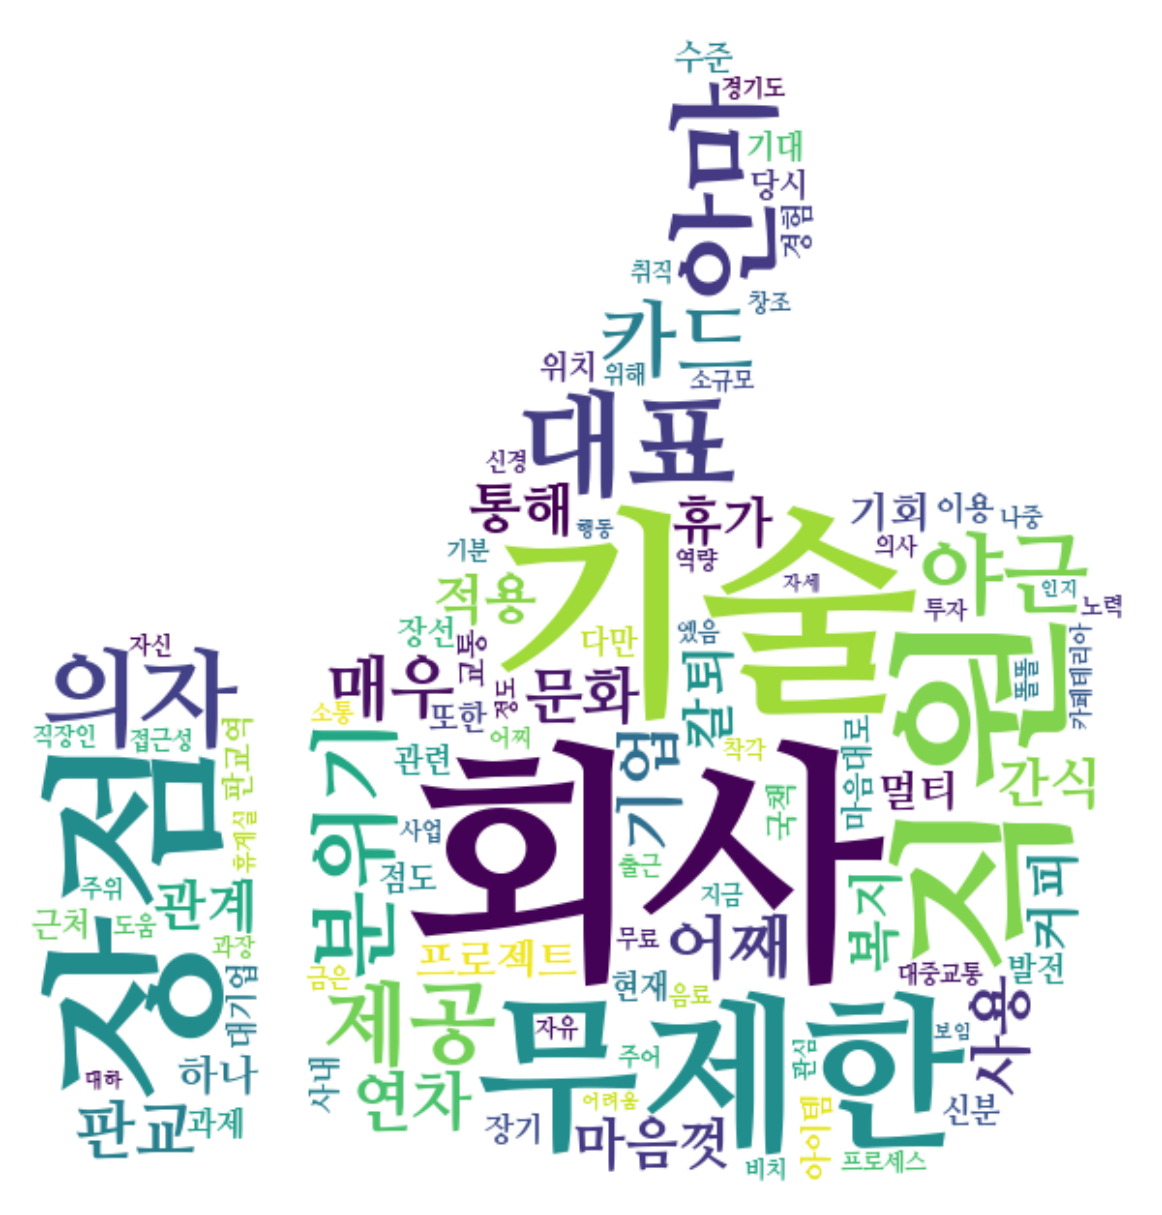 수준
경기도
안마
기대
당시
경험
취직
창조
카드
위치
위해
소규모
대표
신경
통해
행동
휴가
기회
이용
나중
기분
기술
역량
의사
야근
인지
적용
자세
투자
노력
자신
장선
교통
다만
옜음
직원
똘똘
카페테리아
의자
매우
또한
정도
문화
칼퇴
직장인
접근성
판교역
소통
어찌
관련
기업
착각
마음대로
멀티
간식
장점
분위기
회사
국책
휴게실
사업
출근
주위
관계
점도
지금
복지
커피
근처
도움
과장
무료
어째
프로젝트
대중교통
발전
대기업
금은
현재
음료
제공
무제한
자유
사용
보임
대하
하나
사내
연차
주어
관심
어려움
판교
과제
장기
마음껏
아이템
신분
비치
프로세스